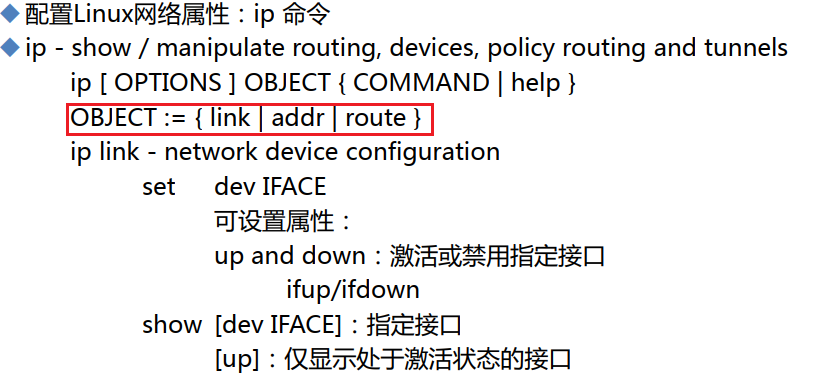 配置Linux网络属性：ip 命令
ip - show / manipulate routing, devices, policy routing and tunnels
ip [ OPTIONS ] OBJECT { COMMAND | help }
OBJECT := { link | addr | route }
ip link - network device configuration
set dev IFACE
可设置属性：
up and down：激活或禁用指定接口
ifup/ifdown
show [dev IFACE]：指定接口
[up]：仅显示处于激活状态的接口